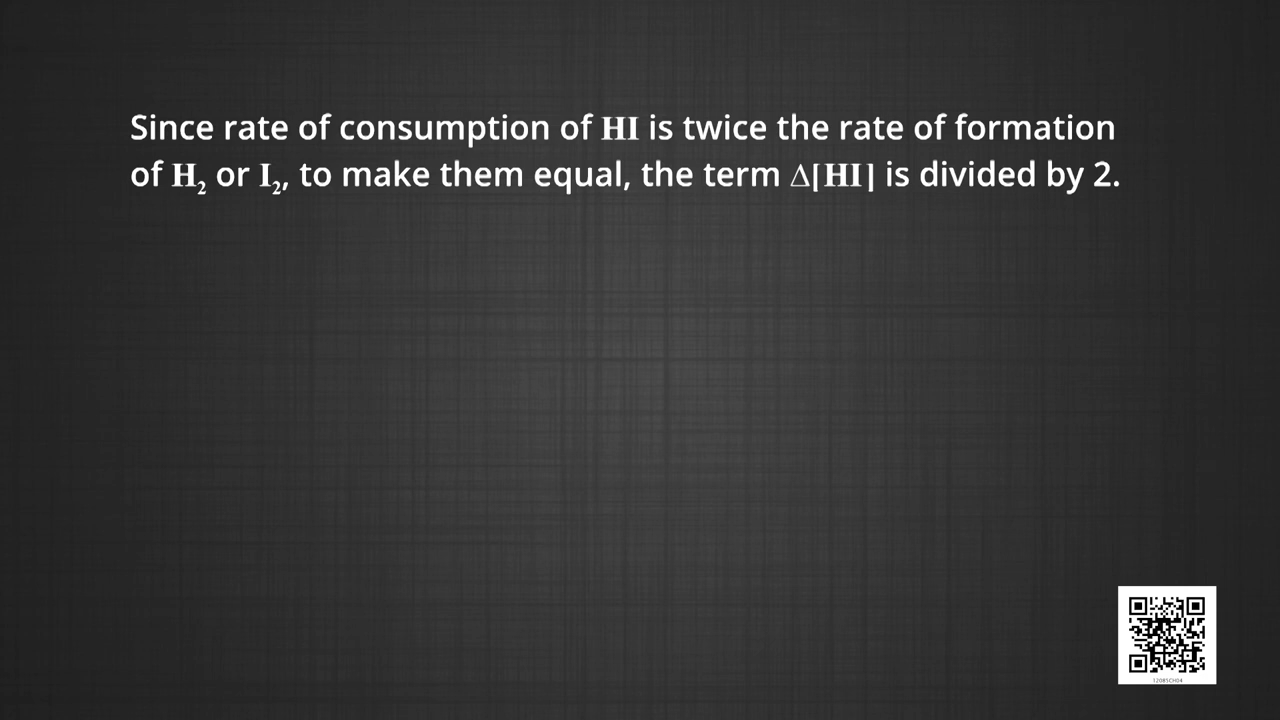 Since rate of consumption of HI is twice the rate of formation
of H₂ or I₂, to make them equal, the term Δ[HI] is divided by 2.
12085CH04